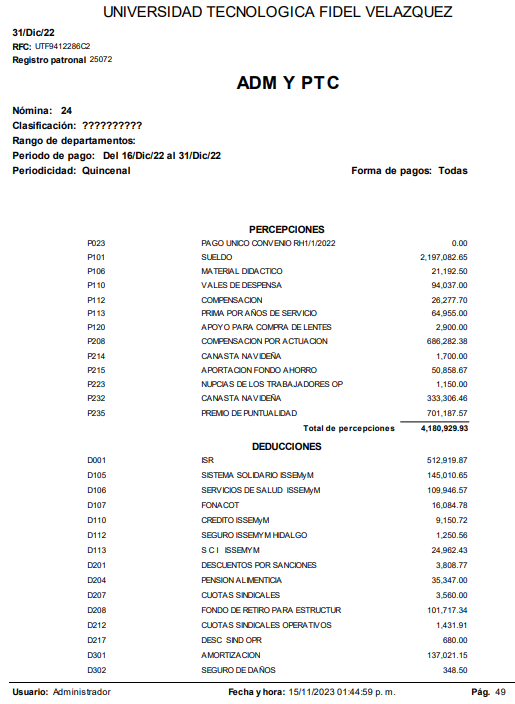 UNIVERSIDAD TECNOLOGICA FIDEL VELAZQUEZ
31/Dic/22
RFC: UTF9412286C2
Registro patronal 25072
ADM Y PTC
Nómina: 24
Clasificación: ??????????
Rango de departamentos:
Periodo de pago: Del 16/Dic/22 al 31/Dic/22
Periodicidad: Quincenal Forma de pagos: Todas
PERCEPCIONES
P023 PAGO UNICO CONVENIO RH1/1/2022 0.00
P101 SUELDO 2,197,082.65
P106 MATERIAL DIDACTICO 21,192.50
P110 VALES DE DESPENSA 94,037.00
P112 COMPENSACION 26,277.70
P113 PRIMA POR AÑOS DE SERVICIO 64,955.00
P120 APOYO PARA COMPRA DE LENTES 2,900.00
P208 COMPENSACION POR ACTUACION 686,282.38
P214 CANASTA NAVIDEÑA 1,700.00
P215 APORTACION FONDO AHORRO 50,858.67
P223 NUPCIAS DE LOS TRABAJADORES OP 1,150.00
P232 CANASTA NAVIDEÑA 333,306.46
P235 PREMIO DE PUNTUALIDAD 701,187.57
Total de percepciones 4,180,929.93
DEDUCCIONES
D001 ISR 512,919.87
D105 SISTEMA SOLIDARIO ISSEMyM 145,010.65
D106 SERVICIOS DE SALUD ISSEMyM 109,946.57
D107 FONACOT 16,084.78
D110 CREDITO ISSEMyM 9,150.72
D112 SEGURO ISSEMYM HIDALGO 1,250.56
D113 S C I ISSEMYM 24,962.43
D201 DESCUENTOS POR SANCIONES 3,808.77
D204 PENSION ALIMENTICIA 35,347.00
D207 CUOTAS SINDICALES 3,560.00
D208 FONDO DE RETIRO PARA ESTRUCTUR 101,717.34
D212 CUOTAS SINDICALES OPERATIVOS 1,431.91
D217 DESC SIND OPR 680.00
D301 AMORTIZACION 137,021.15
D302 SEGURO DE DAÑOS 348.50
Usuario: Administrador Fecha y hora: 15/11/2023 01:44:59 p. m. Pág. 49